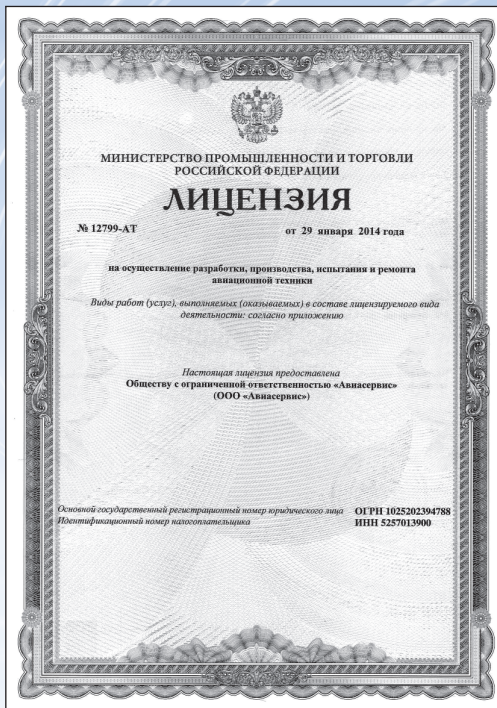 МИНИСТЕРСТВО ПРОМЫШЛЕННОСТИ И ТОРГОВЛИ
РОССИЙСКОЙ ФЕДЕРАЦИИ
ЛИЦЕНЗИЯ
№ 12799-АТ от 29 января 2014 года
на осуществление разработки, производства, испытания и ремонта
авиационной техники
Виды работ (услуг), выполняемых (оказываемых) в составе лицензируемого вида
деятельности: согласно приложению
Настоящая лицензия предоставлена
Обществу с ограниченной ответственностью «Авиасервис»
(ООО «Авиасервис»)
Основной государственный регистрационный номер юридического лица ОГРН 1025202394788
Идентификационный номер налогоплательщика ИНН 5257013900